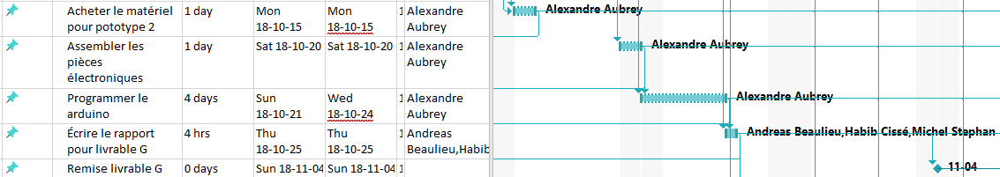 Acheter le matériel pour pototype 2
1 day
Mon 18-10-15
Mon 18-10-15
1
Alexandre Aubrey
Alexandre Aubrey
Assembler les pièces électroniques
1 day
Sat 18-10-20
Sat 18-10-20
1
Alexandre Aubrey
Alexandre Aubrey
Programmer le arduino
4 days
Sun 18-10-21
Wed 18-10-24
1
Alexandre Aubrey
Alexandre Aubrey
Écrire le rapport pour livrable G
4 hrs
Thu 18-10-25
Thu 18-10-25
1
Andreas Beaulieu,Habib
Andreas Beaulieu,Habib Cissé,Michel Stephan
Remise livrable G
0 days
Sun 18-11-04
Sun 18-11-04
1
11-04